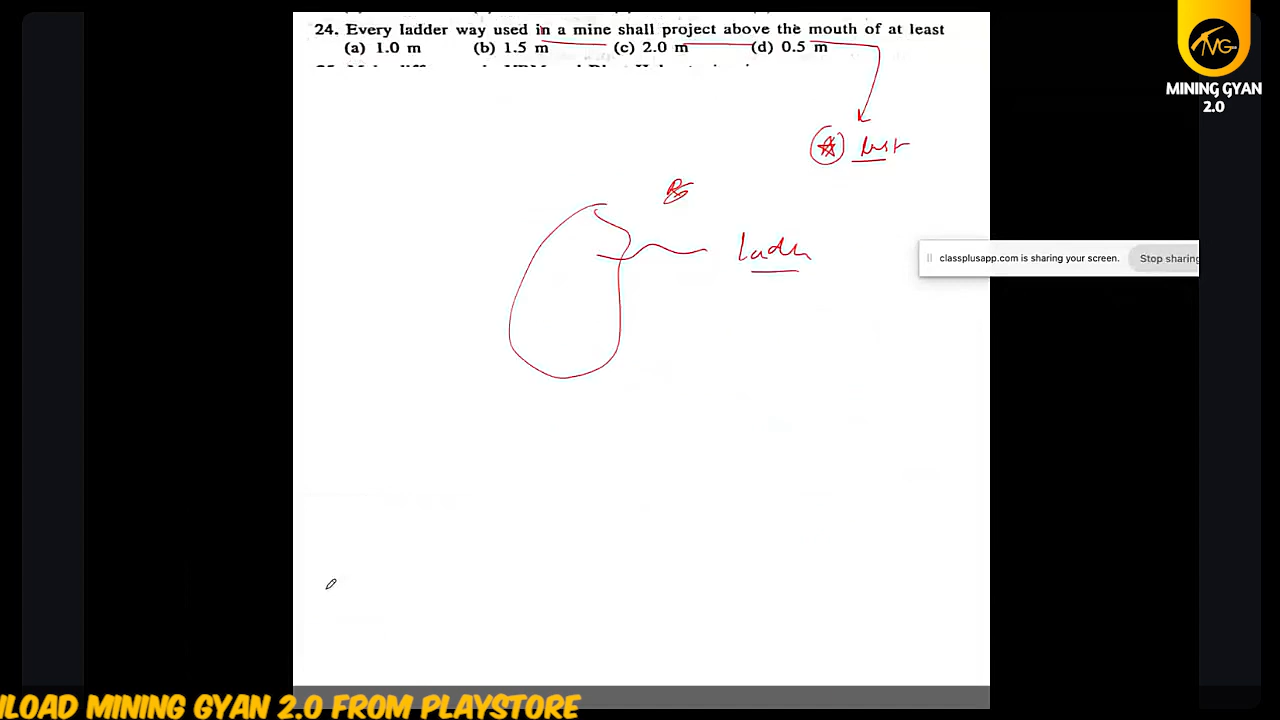 24. Every ladder way used in a mine shall project above the mouth of at least
(a) 1.0 m (b) 1.5 m (c) 2.0 m (d) 0.5 m
TMG
MINING GYAN
2.0
classplusapp.com is sharing your screen. Stop sharing
NLOAD MINING GYAN 2.0 FROM PLAYSTORE